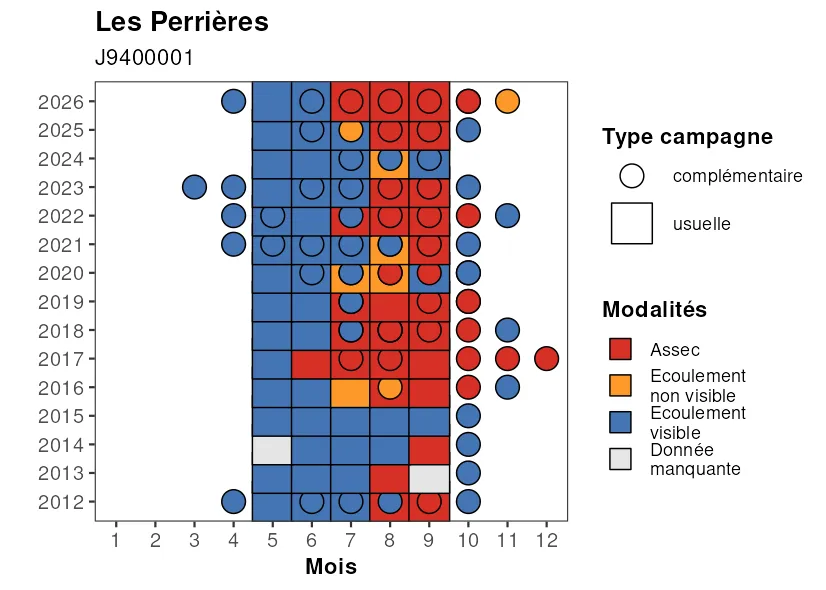 Les Perrières
J9400001
2026
2025
2024
2023
2022
2021
2020
2019
2018
2017
2016
2015
2014
2013
2012
1 2 3 4 5 6 7 8 9 10 11 12
Mois
Type campagne
complémentaire
usuelle
Modalités
Assec
Ecoulement
non visible
Ecoulement
visible
Donnée
manquante